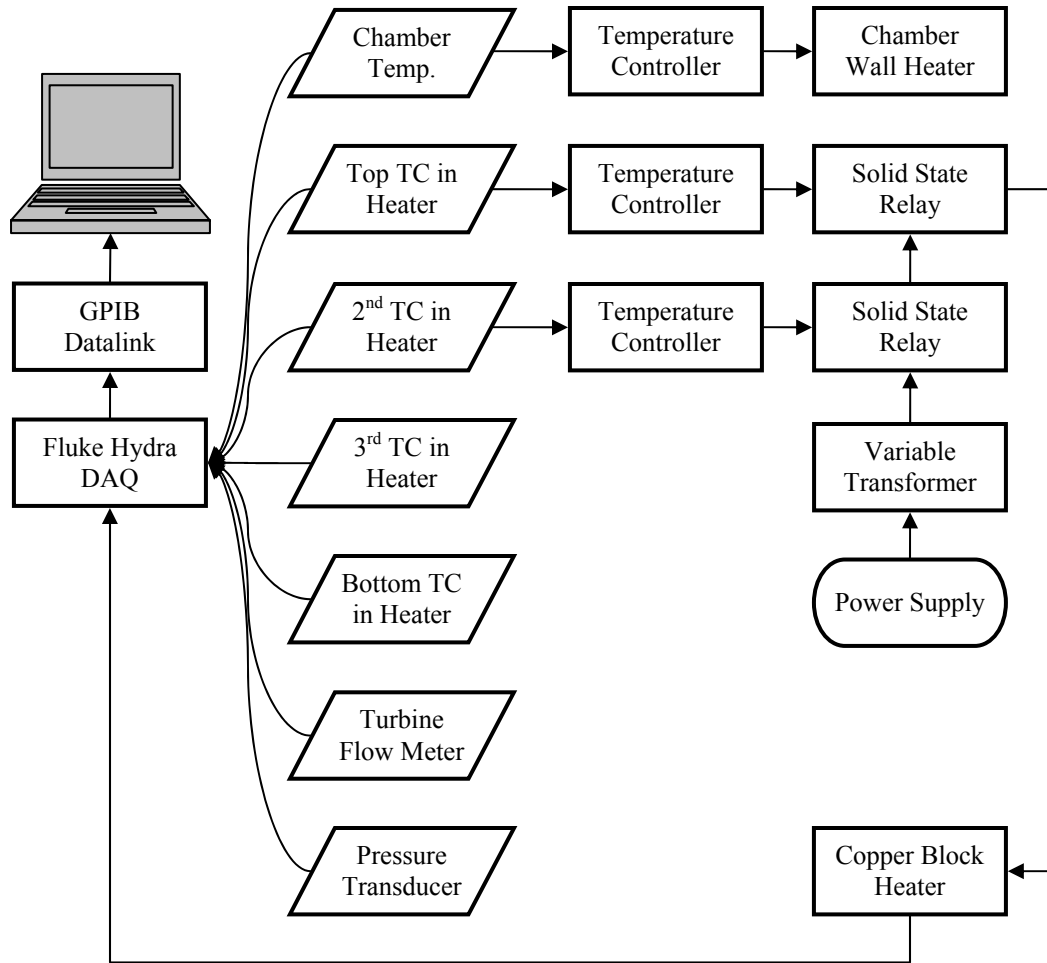 Chamber
Temp.
Temperature
Controller
Chamber
Wall Heater
Top TC in
Heater
Temperature
Controller
Solid State
Relay
GPIB
Datalink
2nd TC in
Heater
Temperature
Controller
Solid State
Relay
Fluke Hydra
DAQ
3rd TC in
Heater
Variable
Transformer
Bottom TC
in Heater
Power Supply
Turbine
Flow Meter
Pressure
Transducer
Copper Block
Heater